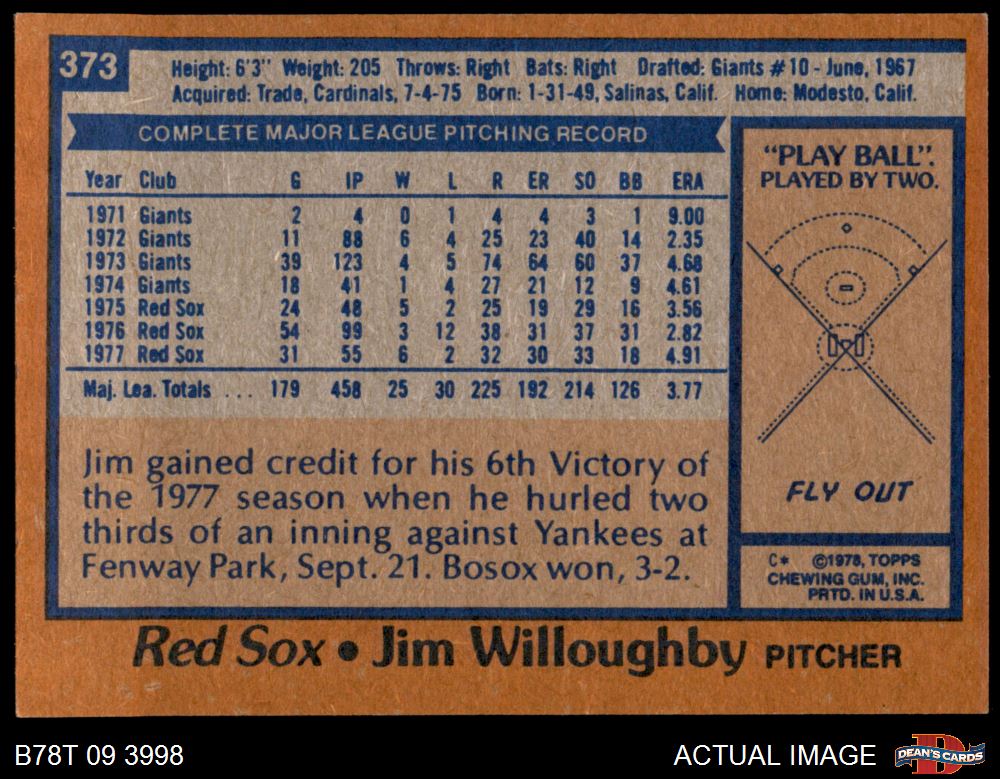 373
Height: 6'3" Weight: 205 Throws: Right Bats: Right Drafted: Giants #10 - June, 1967
Acquired: Trade, Cardinals, 7-4-75 Born: 1-31-49, Salinas, Calif. Home: Modesto, Calif.
COMPLETE MAJOR LEAGUE PITCHING RECORD
Year Club G IP W L R ER SO BB ERA
1971 Giants 2 4 0 1 4 4 3 1 9.00
1972 Giants 11 88 6 4 25 23 40 14 2.35
1973 Giants 39 123 4 5 74 64 60 37 4.68
1974 Giants 18 41 1 4 27 21 12 9 4.61
1975 Red Sox 24 48 5 2 25 19 29 16 3.56
1976 Red Sox 54 99 3 12 38 31 37 31 2.82
1977 Red Sox 31 55 6 2 32 30 33 18 4.91
Maj. Lea. Totals ... 179 458 25 30 225 192 214 126 3.77
Jim gained credit for his 6th Victory of
the 1977 season when he hurled two
thirds of an inning against Yankees at
Fenway Park, Sept. 21. Bosox won, 3-2.
"PLAY BALL".
PLAYED BY TWO.
FLY OUT
C* ©1978, TOPPS
CHEWING GUM, INC.
PRTD. IN U.S.A.
Red Sox • Jim Willoughby PITCHER
B78T 09 3998
ACTUAL IMAGE
DEAN'S CARDS